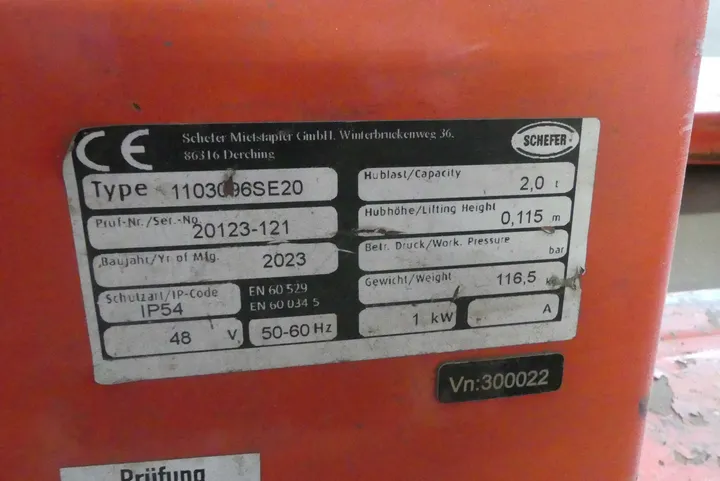 CE
Schefer Mietstapler GmbH. Winterbruckenweg 36.
86316 Derching
SCHEFER
Type 1103096SE20
Hublast/Capacity 2,0 t
Pruf-Nr./Ser.-No. 20123-121
Hubhöhe/Lifting Height 0,115 m
Baujahr/Yr of Mfg. 2023
Betr. Druck/Work. Pressure bar
Schutzart/IP-Code IP54
EN 60 529
EN 60 034 5
Gewicht/Weight 116,5
48 V
50-60 Hz
1 kW
A
Vn:300022
Prüfung